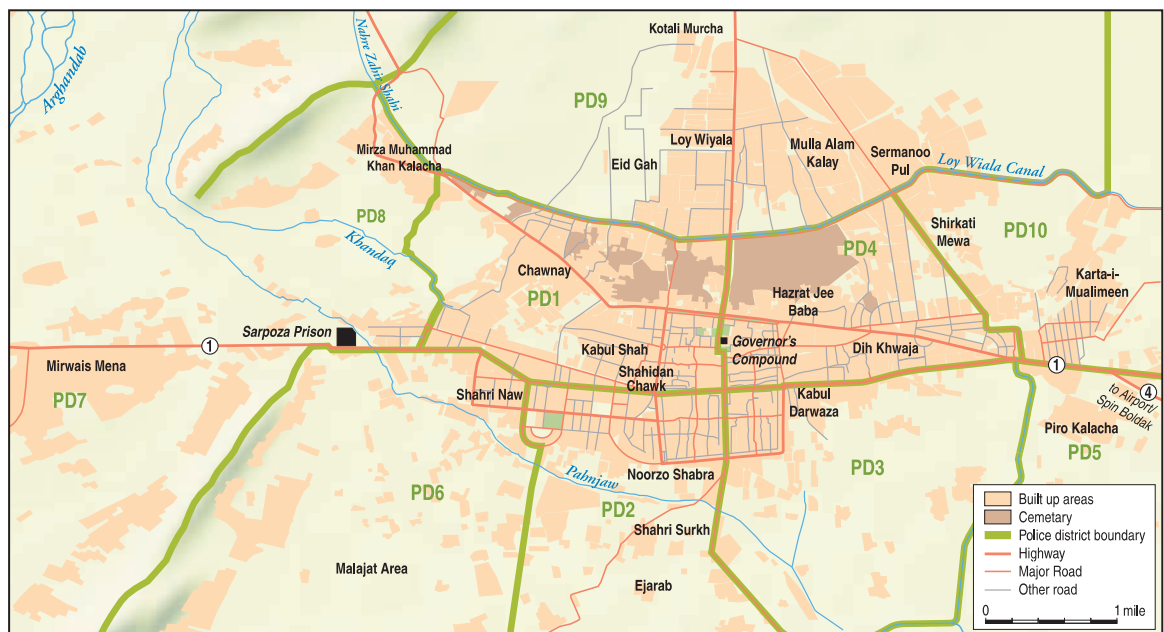 Kotali Murcha
Arghandab
Nahre Zahir Shahi
PD9
Loy Wiyala
Mulla Alam
Kalay
Sermanoo
Pul
Mirza Muhammad
Khan Kalacha
Eid Gah
Loy Wiala Canal
PD8
Khandaq
Shirkati
Mewa
PD10
PD4
Chawnay
PD1
Hazrat Jee
Baba
Karta-i-
Mualimeen
Sarpoza Prison
1
Mirwais Mena
Kabul Shah
Governor's
Compound
Dih Khwaja
Shahidan
Chawk
1
4
to Airport/
Spin Boldak
PD7
Shahri Naw
Kabul
Darwaza
Piro Kalacha
PD5
Noorzo Shabra
PD3
Pabnjaw
PD6
PD2
Shahri Surkh
Malajat Area
Ejarab
Built up areas
Cemetary
Police district boundary
Highway
Major Road
Other road
0 1 mile